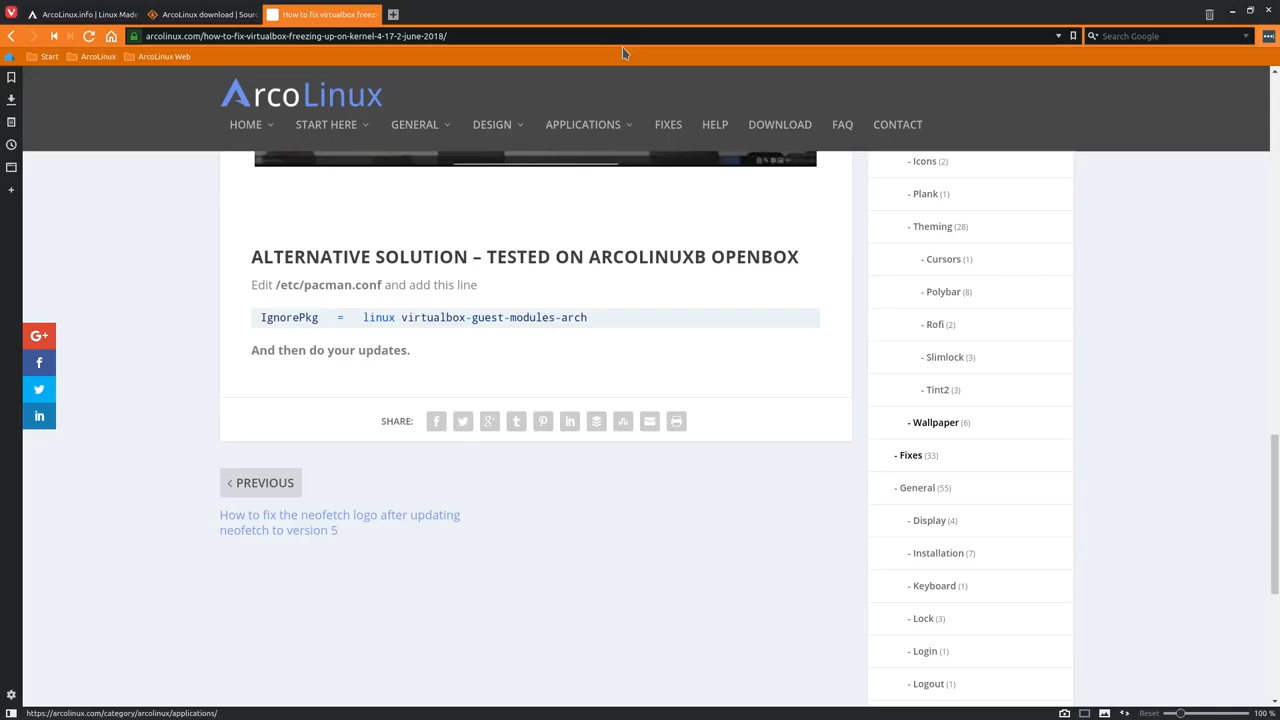 ArcoLinux.info | Linux Made
ArcoLinux download | Sour
How to fix virtualbox freezi
arcolinux.com/how-to-fix-virtualbox-freezing-up-on-kernel-4-17-2-june-2018/
Search Google
Start
ArcoLinux
ArcoLinux Web
ArcoLinux
HOME
START HERE
GENERAL
DESIGN
APPLICATIONS
FIXES
HELP
DOWNLOAD
FAQ
CONTACT
ALTERNATIVE SOLUTION – TESTED ON ARCOLINUXB OPENBOX
Edit /etc/pacman.conf and add this line
IgnorePkg = linux virtualbox-guest-modules-arch
And then do your updates.
SHARE:
PREVIOUS
How to fix the neofetch logo after updating
neofetch to version 5
- Icons (2)
- Plank (1)
- Theming (28)
- Cursors (1)
- Polybar (8)
- Rofi (2)
- Slimlock (3)
- Tint2 (3)
- Wallpaper (6)
- Fixes (33)
- General (55)
- Display (4)
- Installation (7)
- Keyboard (1)
- Lock (3)
- Login (1)
- Logout (1)
https://arcolinux.com/category/arcolinux/applications/
Reset
100 %